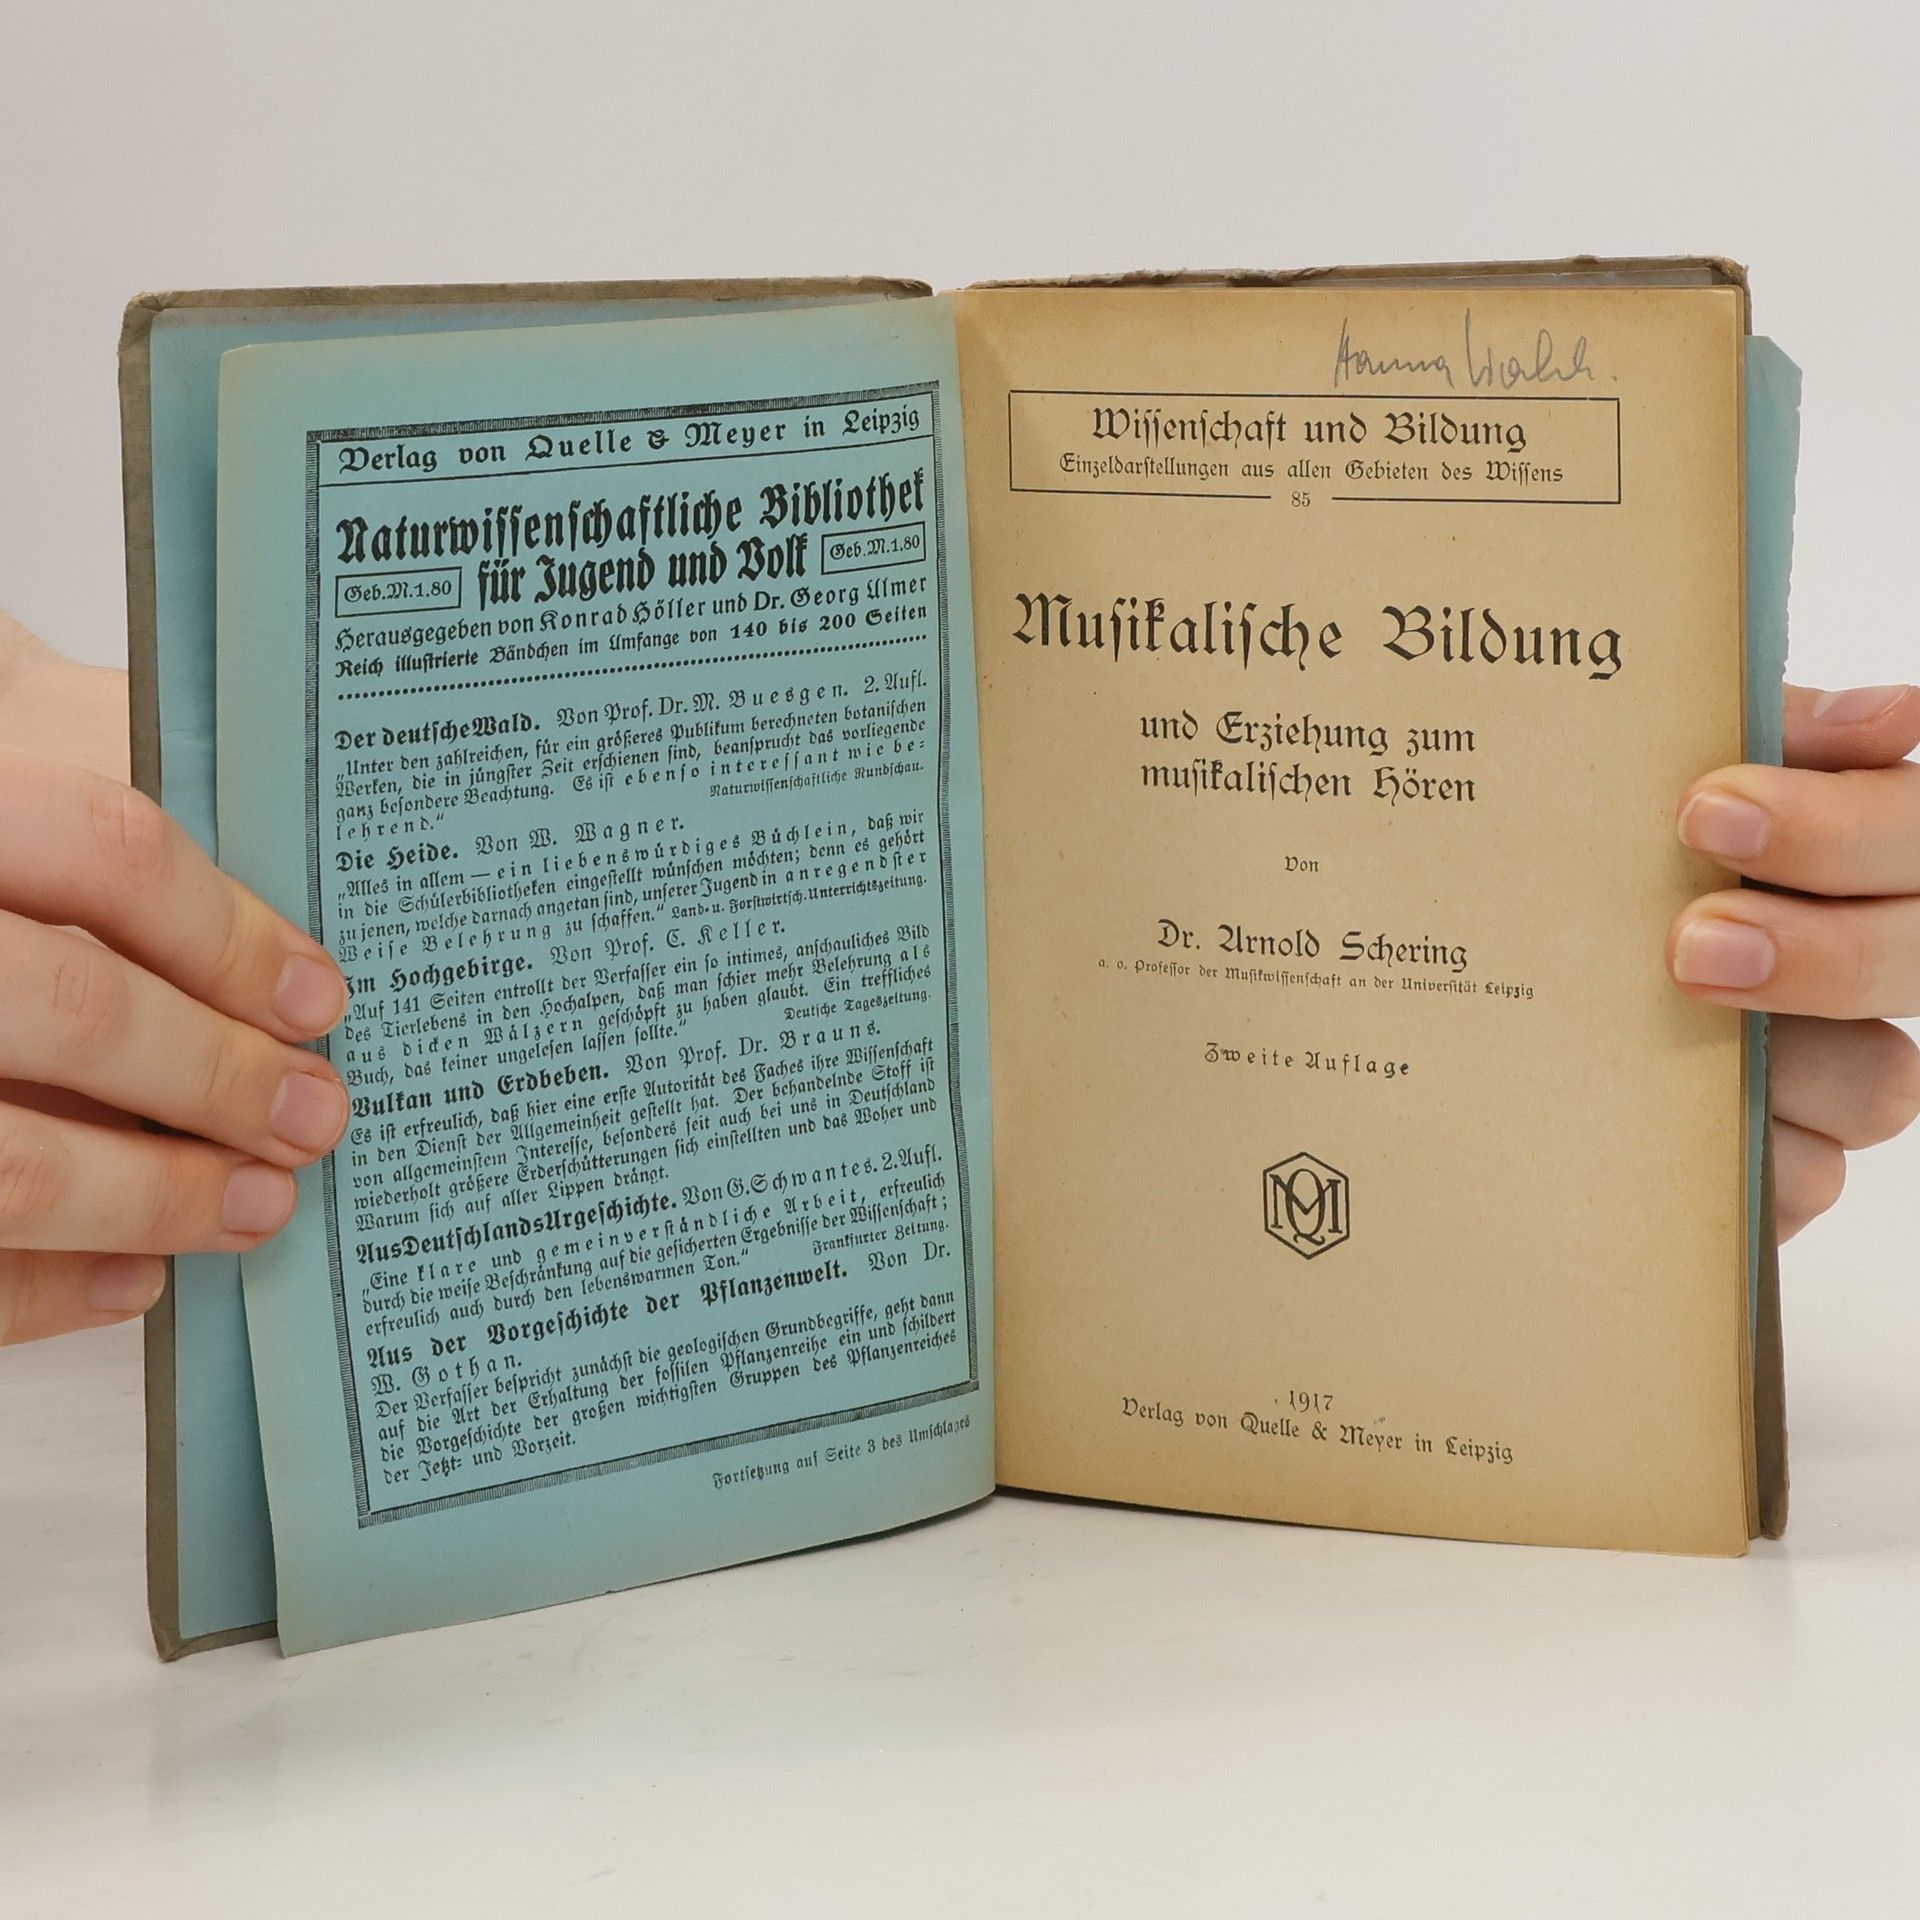 Verlag von Quelle & Meyer in Leipzig
Naturwissenschaftliche Bibliothek
für Jugend und Volk
Geb.M.1.80
Geb.M.1.80
Herausgegeben von Konrad Höller und Dr. Georg Ulmer
Reich illustrierte Bändchen im Umfange von 140 bis 200 Seiten
Der deutsche Wald. Von Prof. Dr. M. Buesgen. 2. Aufl.
„Unter den zahlreichen, für ein größeres Publikum berechneten botanischen
Werken, die in jüngster Zeit erschienen sind, beansprucht das vorliegende
ganz besondere Beachtung. Es ist ebenso interessant wie be-
lehrend.“ Naturwissenschaftliche Rundschau.
Die Heide. Von W. Wagner.
„Alles in allem — ein liebenswürdiges Büchlein, daß wir
in die Schülerbibliotheken eingestellt wünschen möchten; denn es gehört
zu jenen, welche darnach angetan sind, unserer Jugend in anregendster
Weise Belehrung zu schaffen.“ Land- u. Forstwirtsch. Unterrichtszeitung.
Im Hochgebirge. Von Prof. C. Keller.
„Auf 141 Seiten entrollt der Verfasser ein so intimes, anschauliches Bild
des Tierlebens in den Hochalpen, daß man schier mehr Belehrung als
aus dicken Wälzern geschöpft zu haben glaubt. Ein treffliches
Buch, das keiner ungelesen lassen sollte.“ Deutsche Tageszeitung.
Vulkan und Erdbeben. Von Prof. Dr. Brauns.
Es ist erfreulich, daß hier eine erste Autorität des Faches ihre Wissenschaft
in den Dienst der Allgemeinheit gestellt hat. Der behandelnde Stoff ist
von allgemeinstem Interesse, besonders seit auch bei uns in Deutschland
wiederholt größere Erderschütterungen sich einstellten und das Woher und
Warum sich auf aller Lippen drängt.
Aus Deutschlands Urgeschichte. Von G. Schwantes. 2. Aufl.
„Eine klare und gemeinverständliche Arbeit, erfreulich
durch die weise Beschränkung auf die gesicherten Ergebnisse der Wissenschaft;
erfreulich auch durch den lebenswarmen Ton.“ Frankfurter Zeitung.
Aus der Vorgeschichte der Pflanzenwelt. Von Dr.
W. Gothan.
Der Verfasser bespricht zunächst die geologischen Grundbegriffe, geht dann
auf die Art der Erhaltung der fossilen Pflanzenreihe ein und schildert
die Vorgeschichte der großen wichtigsten Gruppen des Pflanzenreiches
der Jetzt- und Vorzeit.
Fortsetzung auf Seite 3 des Umschlages
Hanna
Wissenschaft und Bildung
Einzeldarstellungen aus allen Gebieten des Wissens
85
Musikalische Bildung
und Erziehung zum
musikalischen Hören
Von
Dr. Arnold Schering
a. o. Professor der Musikwissenschaft an der Universität Leipzig
Zweite Auflage
QM
1917
Verlag von Quelle & Meyer in Leipzig